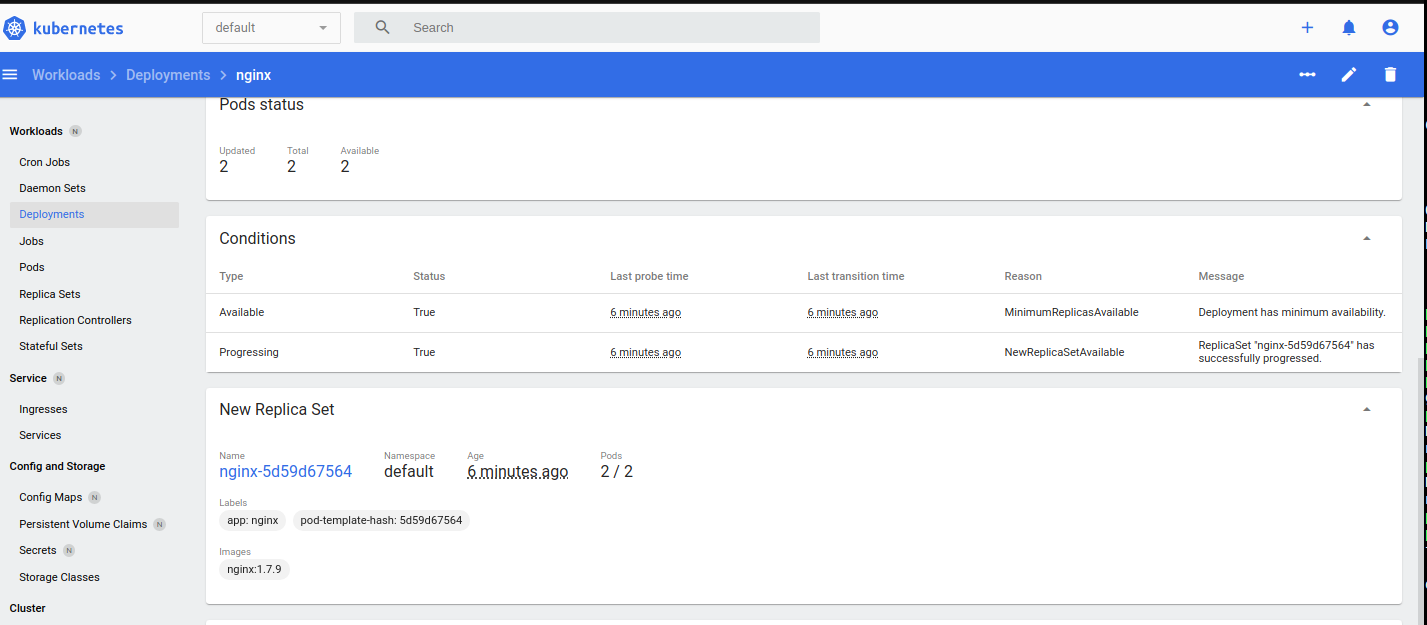 kubernetes
default
Search
Workloads > Deployments > nginx
Workloads N
Cron Jobs
Daemon Sets
Deployments
Jobs
Pods
Replica Sets
Replication Controllers
Stateful Sets
Service N
Ingresses
Services
Config and Storage
Config Maps N
Persistent Volume Claims N
Secrets N
Storage Classes
Cluster
Pods status
Updated Total Available
2 2 2
Conditions
Type Status Last probe time Last transition time Reason Message
Available True 6 minutes ago 6 minutes ago MinimumReplicasAvailable Deployment has minimum availability.
Progressing True 6 minutes ago 6 minutes ago NewReplicaSetAvailable ReplicaSet "nginx-5d59d67564" has
successfully progressed.
New Replica Set
Name Namespace Age Pods
nginx-5d59d67564 default 6 minutes ago 2 / 2
Labels
app: nginx pod-template-hash: 5d59d67564
Images
nginx:1.7.9